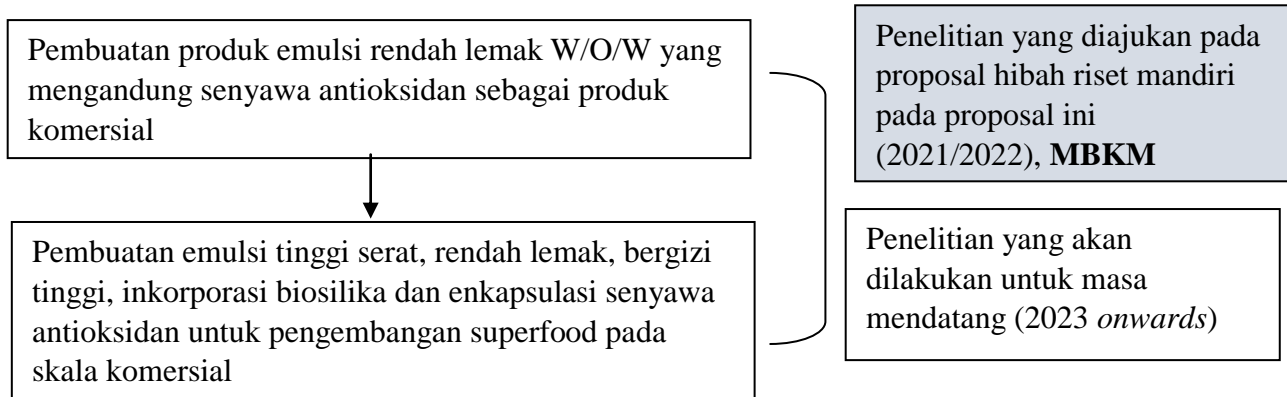 Pembuatan produk emulsi rendah lemak W/O/W yang
mengandung senyawa antioksidan sebagai produk
komersial
Penelitian yang diajukan pada
proposal hibah riset mandiri
pada proposal ini
(2021/2022), MBKM
Pembuatan emulsi tinggi serat, rendah lemak, bergizi
tinggi, inkorporasi biosilika dan enkapsulasi senyawa
antioksidan untuk pengembangan superfood pada
skala komersial
Penelitian yang akan
dilakukan untuk masa
mendatang (2023 onwards)